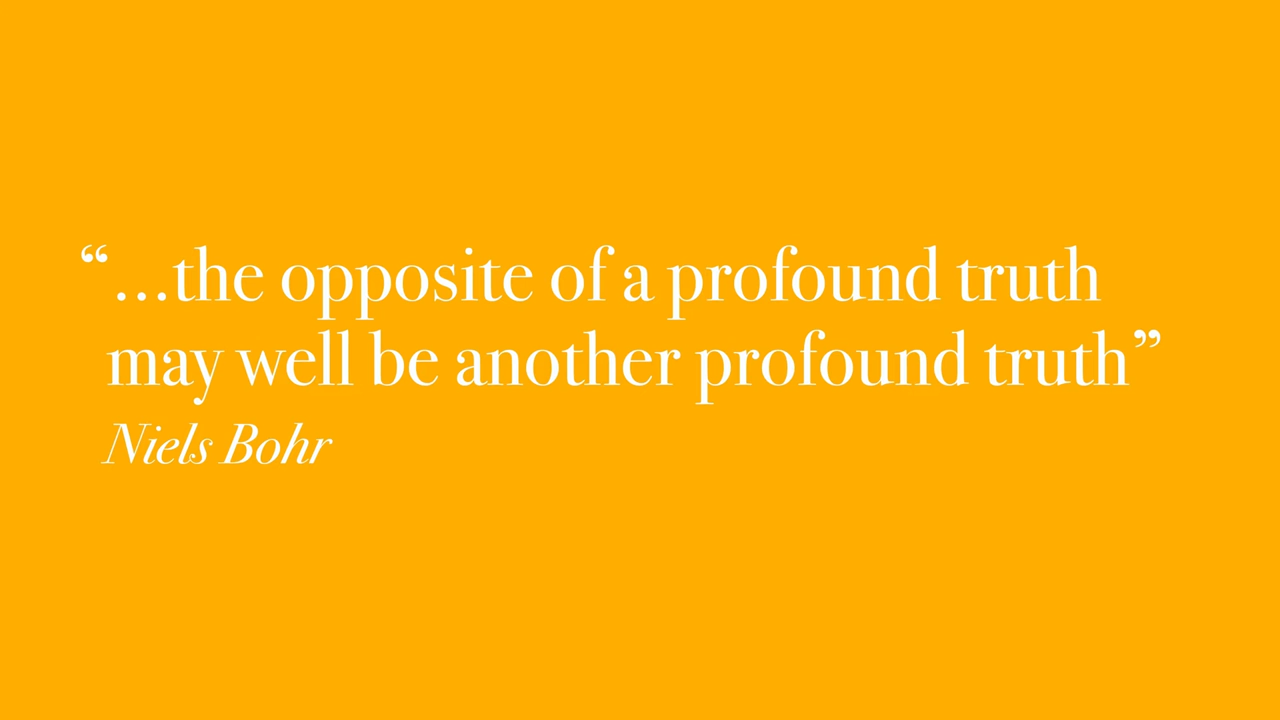 “…the opposite of a profound truth
may well be another profound truth”
Niels Bohr